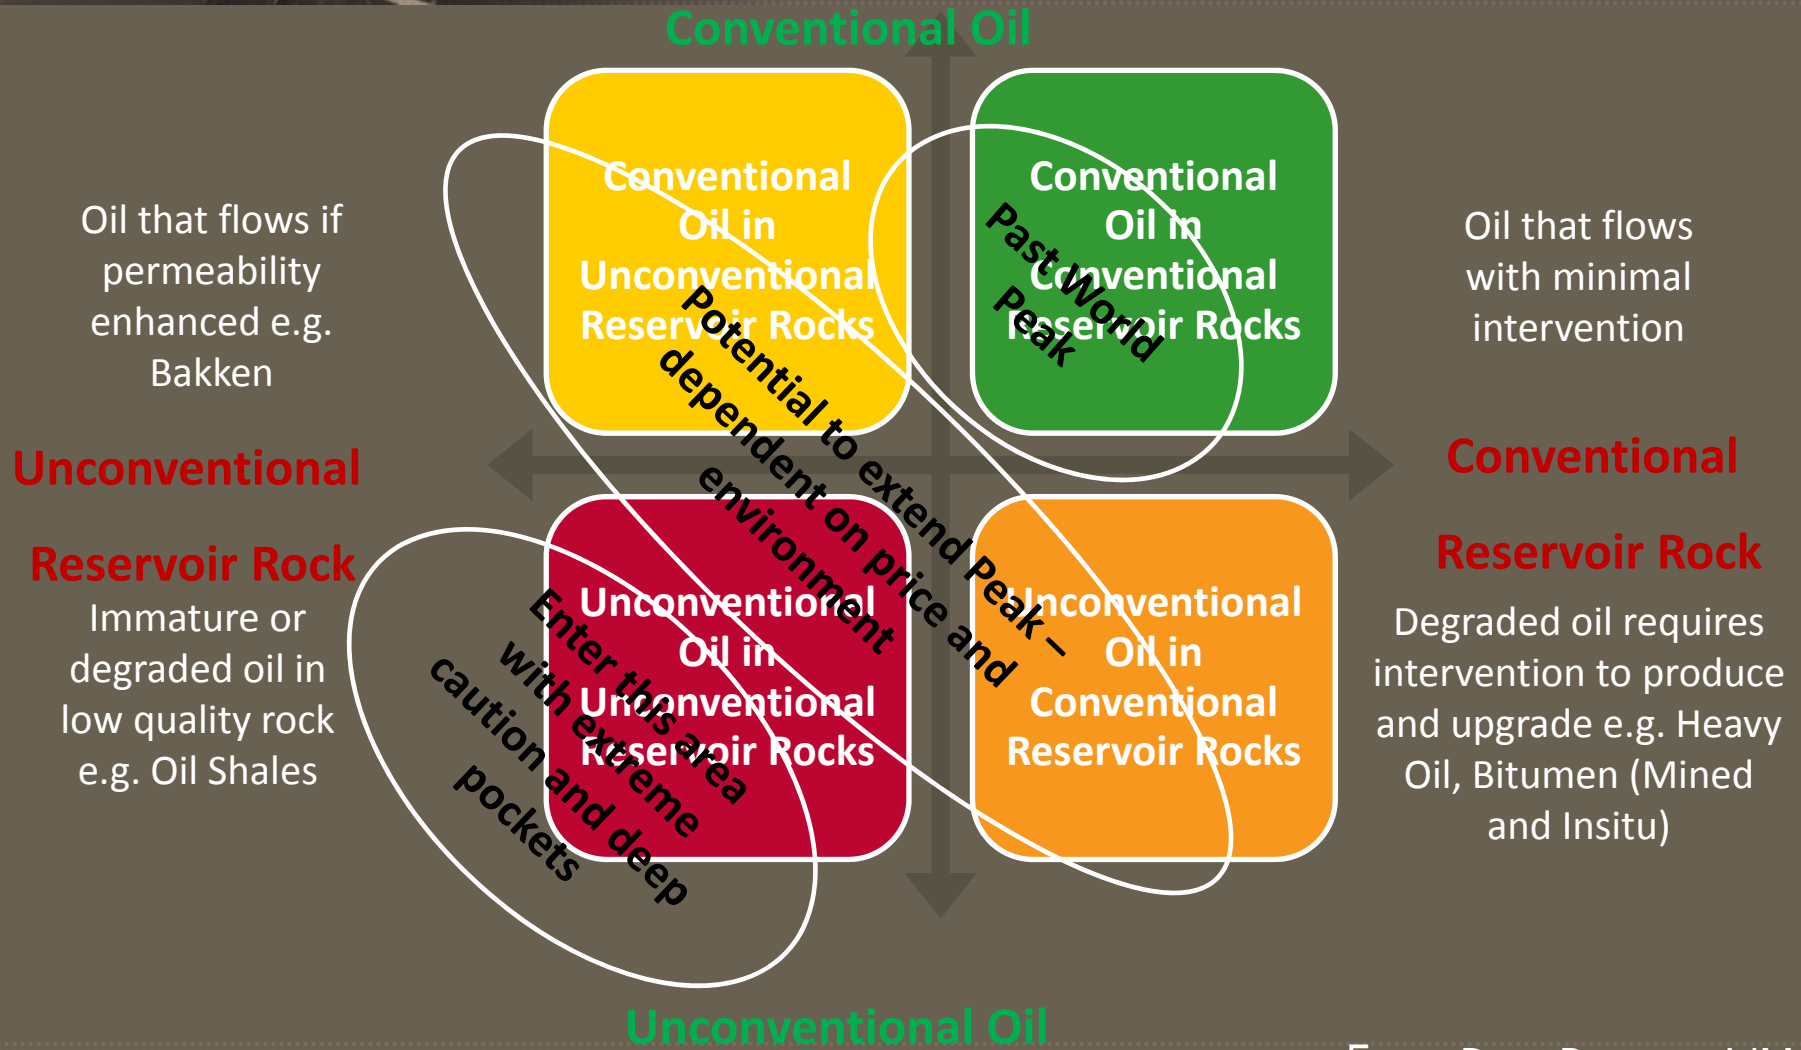 Conventional Oil
Oil that flows if
permeability
enhanced e.g.
Bakken
Conventional
Oil in
Unconventional
Reservoir Rocks
Conventional
Oil in
Conventional
Reservoir Rocks
Past World
Peak
Oil that flows
with minimal
intervention
Potential to extend Peak –
dependent on price and
environment
Unconventional
Reservoir Rock
Conventional
Reservoir Rock
Immature or
degraded oil in
low quality rock
e.g. Oil Shales
Unconventional
Oil in
Unconventional
Reservoir Rocks
Enter this area
with extreme
caution and deep
pockets
Unconventional
Oil in
Conventional
Reservoir Rocks
Degraded oil requires
intervention to produce
and upgrade e.g. Heavy
Oil, Bitumen (Mined
and Insitu)
Unconventional Oil